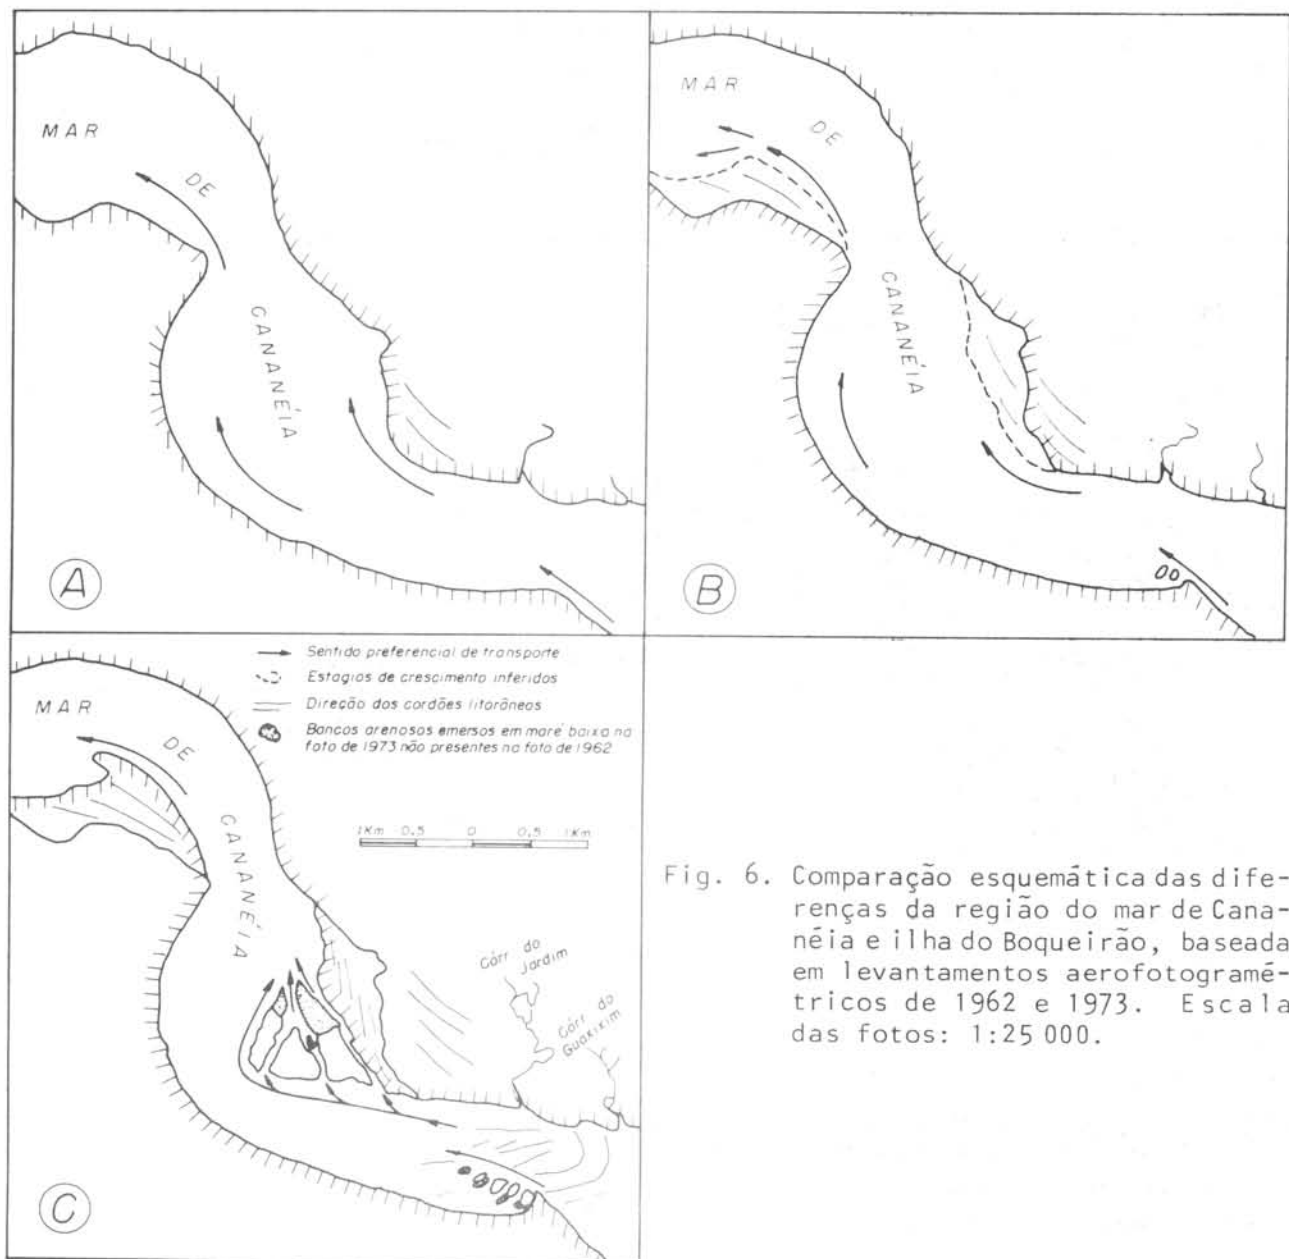 MAR
DE
CANANÉIA
A
MAR
DE
CANANÉIA
B
Sentido preferencial de transporte
Estágios de crescimento inferidos
Direção dos cordões litorâneos
Bancos arenosos emersos em maré baixa na
foto de 1973 não presentes na foto de 1962
MAR
DE
CANANÉIA
1Km 0.5 0 0,5 1Km
Córr do
Jardim
Córr do
Guaxixim
C
Fig. 6. Comparação esquemática das dife-
renças da região do mar de Cana-
néia e ilha do Boqueirão, baseada
em levantamentos aerofotogramé-
tricos de 1962 e 1973. Escala
das fotos: 1:25 000.